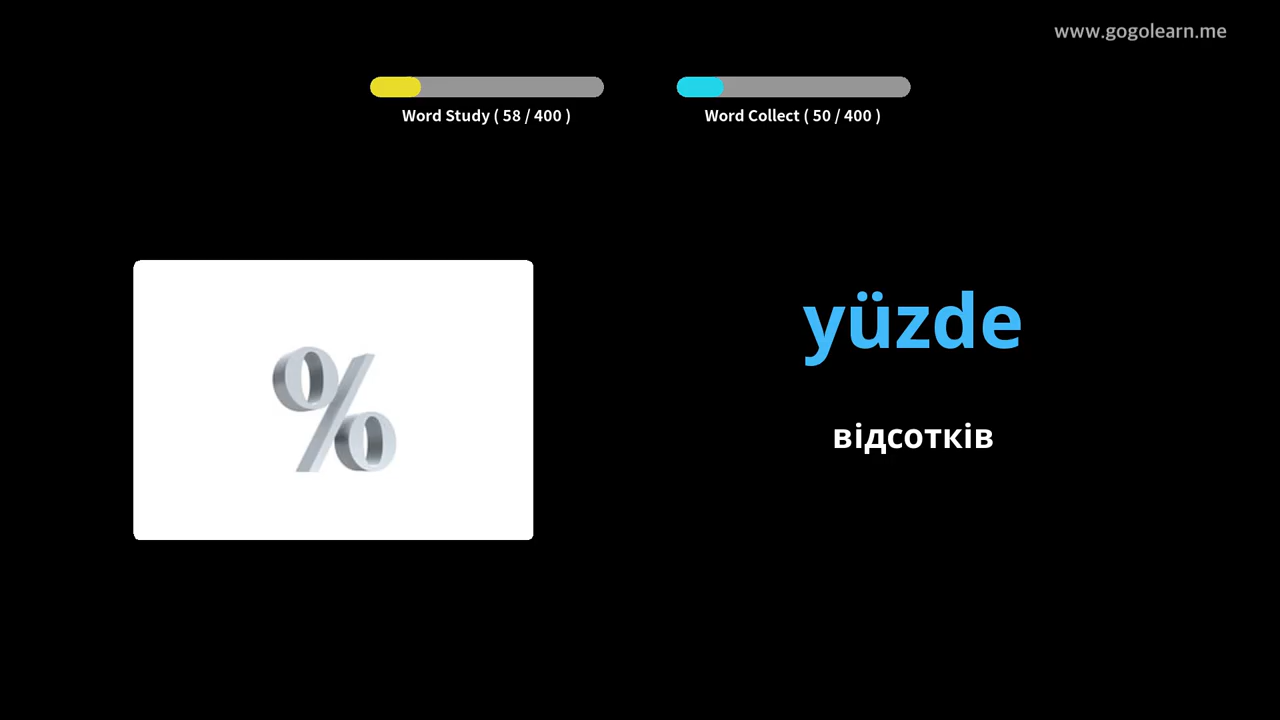 www.gogolearn.me
Word Study ( 58 / 400 )
Word Collect ( 50 / 400 )
%
yüzde
відсотків